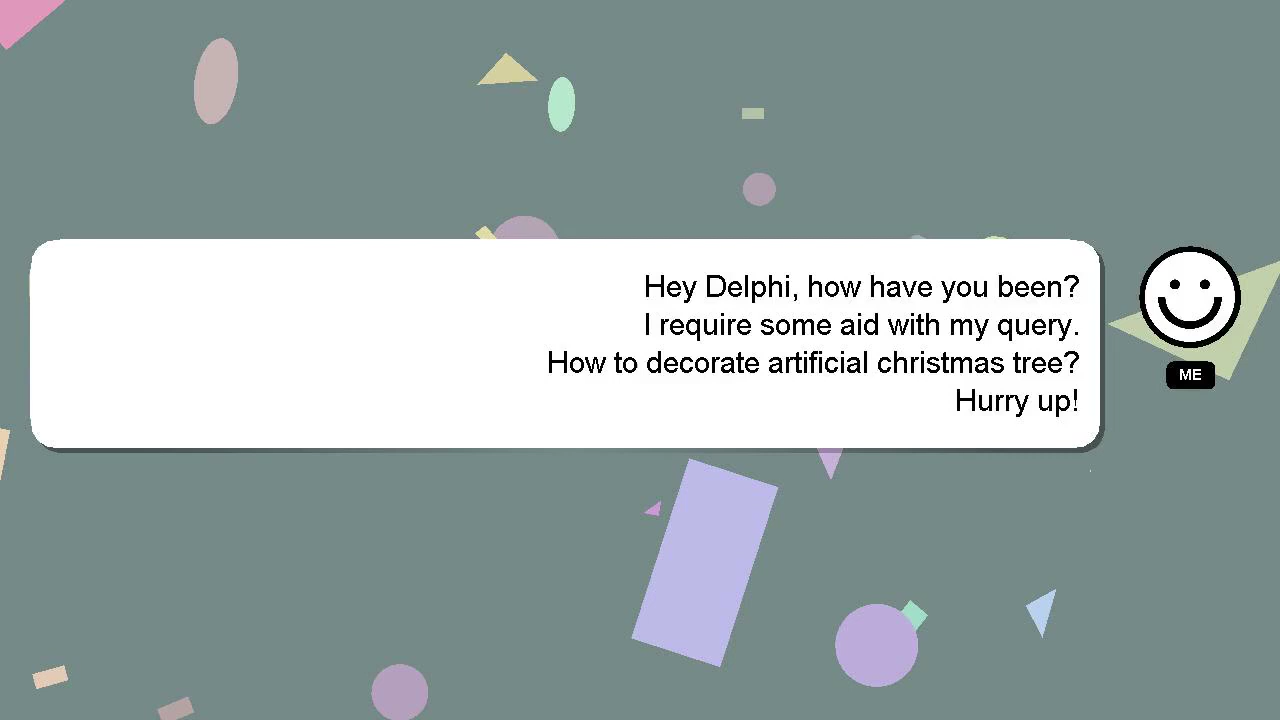 Hey Delphi, how have you been?
I require some aid with my query.
How to decorate artificial christmas tree?
Hurry up!
ME